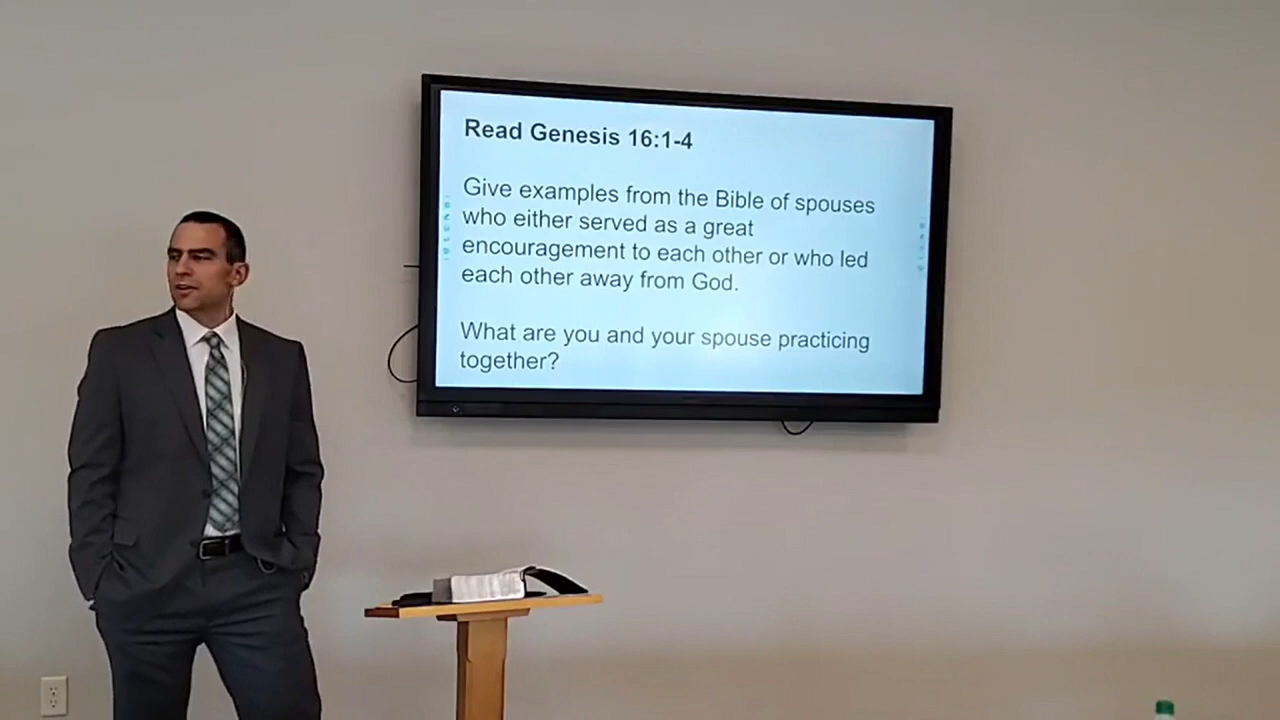 Read Genesis 16:1-4
Give examples from the Bible of spouses
who either served as a great
encouragement to each other or who led
each other away from God.
What are you and your spouse practicing
together?